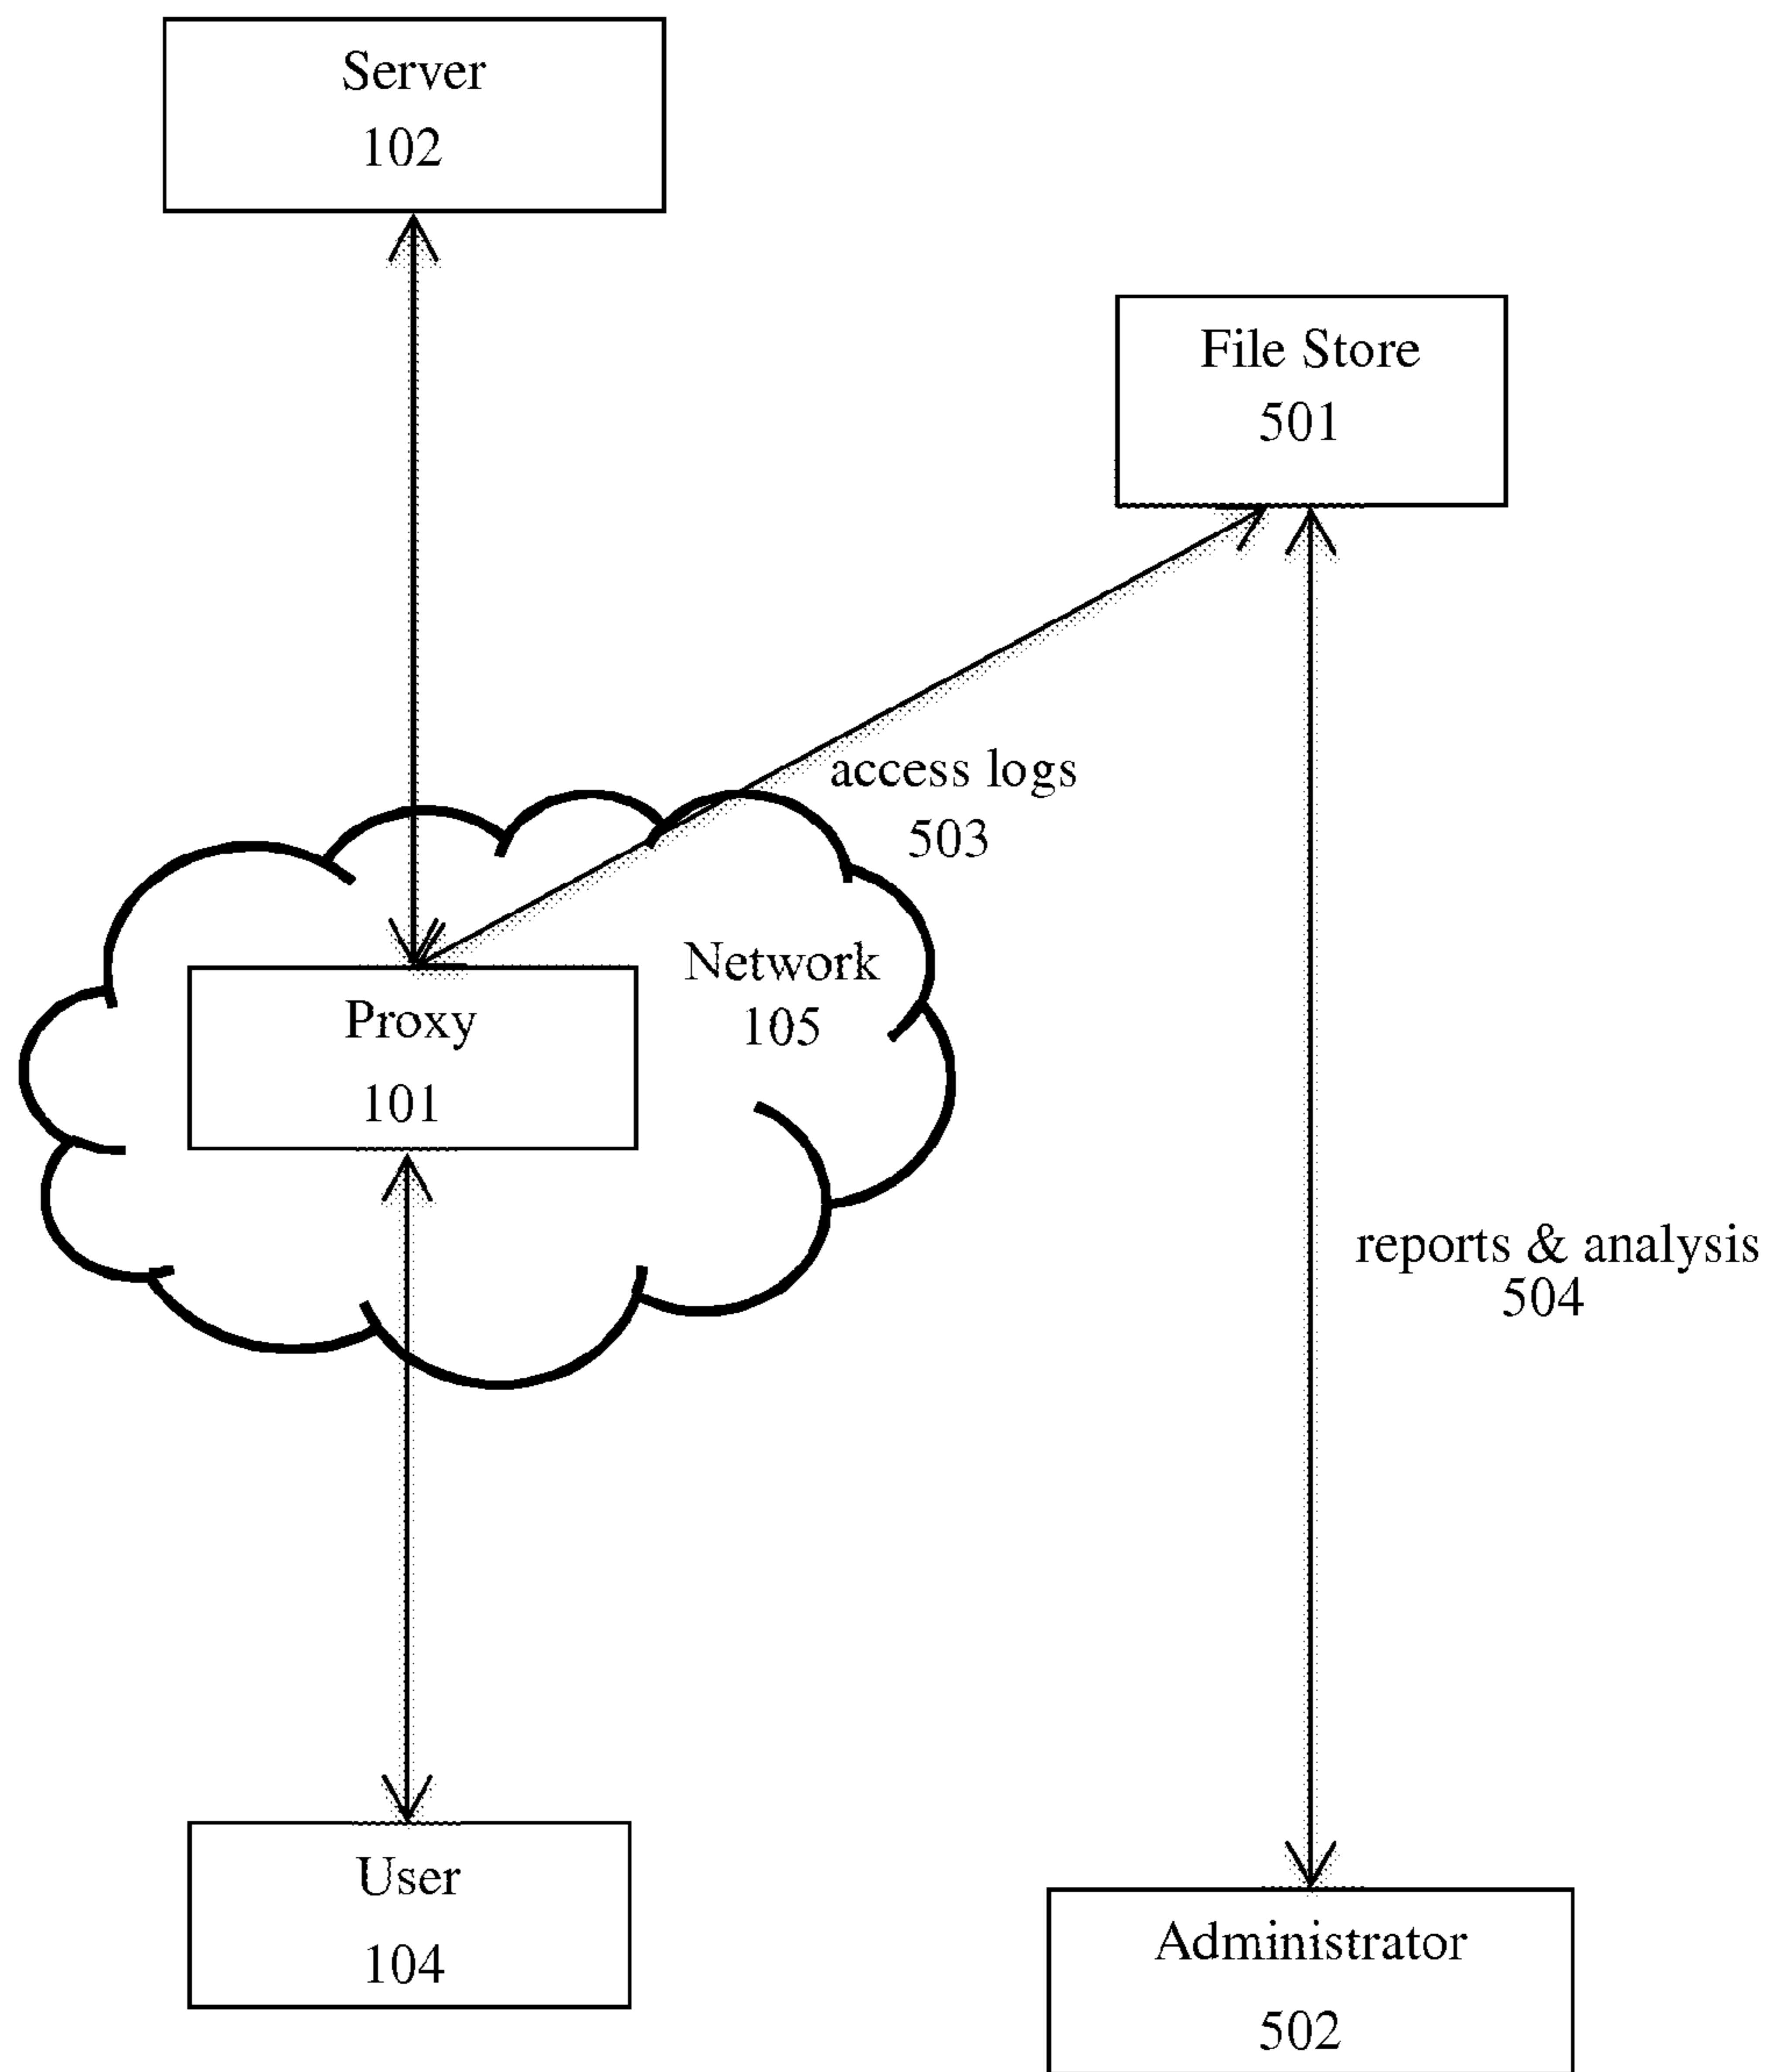 Server
102
File Store
501
access logs
503
Network
105
Proxy
101
reports & analysis
504
User
104
Administrator
502